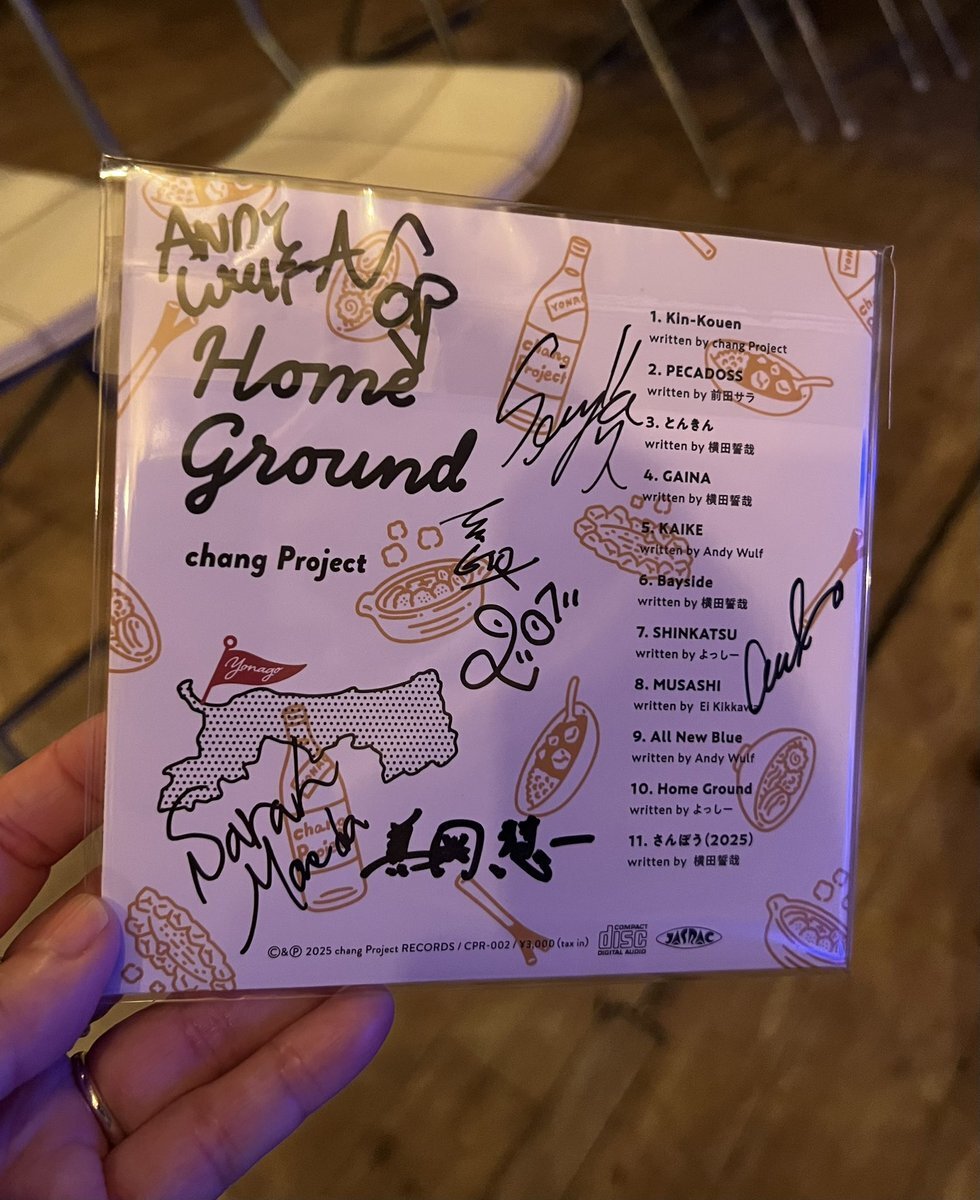 ANDY
WULF
Home
Ground
chang Project
Yonago
Sarah
Maeda
YONAGO
chang
Project
chang
Project
1. Kin-Kouen
written by chang Project
2. PECADOSS
written by 前田サラ
3. とんきん
written by 横田誓哉
4. GAINA
written by 横田誓哉
5. KAIKE
written by Andy Wulf
6. Bayside
written by 横田誓哉
7. SHINKATSU
written by よっしー
8. MUSASHI
written by Ei Kikkawa
9. All New Blue
written by Andy Wulf
10. Home Ground
written by よっしー
11. さんぽう(2025)
written by 横田誓哉
©&℗ 2025 chang Project RECORDS / CPR-002 / ¥3,000 (tax in)
COMPACT
disc
DIGITAL AUDIO
JASRAC